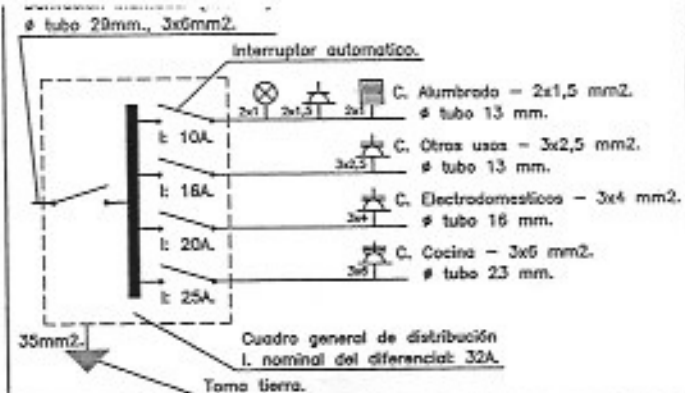 ø tubo 29mm., 3x6mm2.
Interruptor automatico.
C. Alumbrado - 2x1,5 mm2.
2x1 2x1,5 2x1
ø tubo 13 mm.
I: 10A.
C. Otros usos - 3x2,5 mm2.
3x2,5
ø tubo 13 mm.
I: 16A.
C. Electrodomesticos - 3x4 mm2.
3x4
ø tubo 16 mm.
I: 20A.
C. Cocina - 3x6 mm2.
3x6
ø tubo 23 mm.
I: 25A.
35mm2.
Cuadro general de distribución
I. nominal del diferencial: 32A.
Toma tierra.